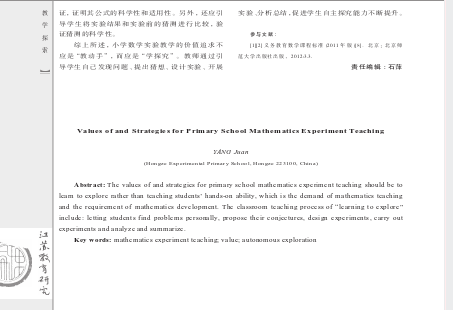 教学探索
证,证明其公式的科学性和适用性。另外,还应引
导学生将实验结果和实验前的猜测进行比较,验
证猜测的科学性。
综上所述,小学数学实验教学的价值追求不
应是“教动手”,而应是“学探究”。教师通过引
导学生自己发现问题、提出猜想、设计实验、开展
实验、分析总结,促进学生自主探究能力不断提升。
参考文献:
[1][2]义务教育数学课程标准(2011年版)[S].北京:北京师
范大学出版社出版,2012:3.3.
责任编辑:石萍
Values of and Strategies for Primary School Mathematics Experiment Teaching
YANG Juan
(Hongze Experimental Primary School, Hongze 223100, China)
Abstract: The values of and strategies for primary school mathematics experiment teaching should be to
learn to explore rather than teaching students' hands-on ability, which is the demand of mathematics teaching
and the requirement of mathematics development. The classroom teaching process of "learning to explore"
include: letting students find problems personally, propose their conjectures, design experiments, carry out
experiments and analyze and summarize.
Key words: mathematics experiment teaching; value; autonomous exploration
江苏教育研究